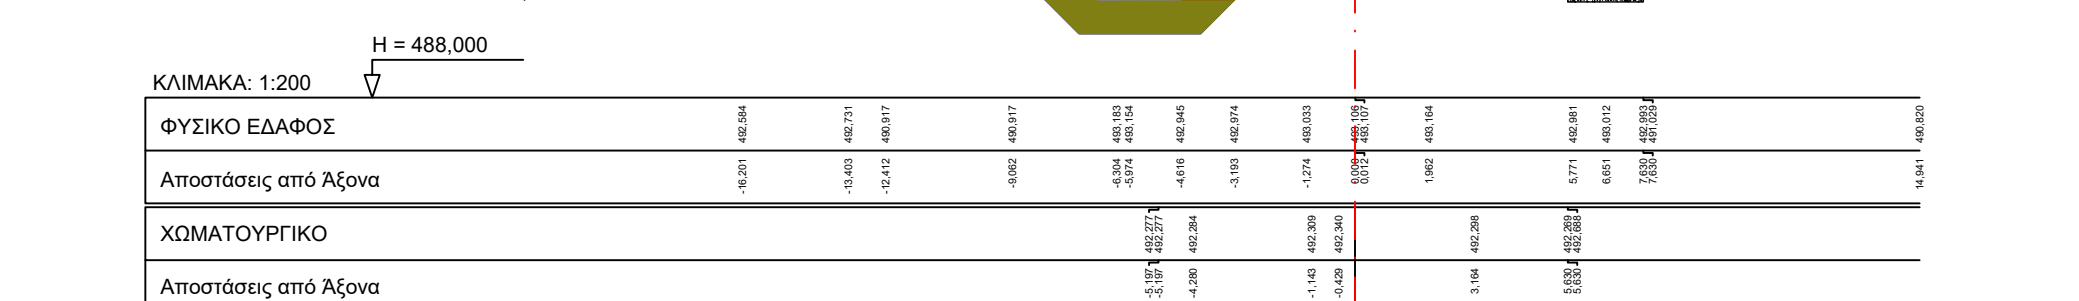 H = 488,000
ΚΛΙΜΑΚΑ: 1:200
ΦΥΣΙΚΟ ΕΔΑΦΟΣ 492,584 492,731 490,917 490,917 493,183 493,154 492,945 492,974 493,033 493,106 493,107 493,164 492,981 493,012 492,993 491,029 490,820
Αποστάσεις από Άξονα -16,201 -13,403 -12,412 -9,062 -6,304 -5,974 -4,616 -3,193 -1,274 0,000 0,012 1,962 5,771 6,651 7,630 7,630 14,941
ΧΩΜΑΤΟΥΡΓΙΚΟ 492,277 492,277 492,284 492,309 492,340 492,298 492,269 492,688
Αποστάσεις από Άξονα -5,197 -5,197 -4,280 -1,143 -0,429 3,164 5,630 5,630